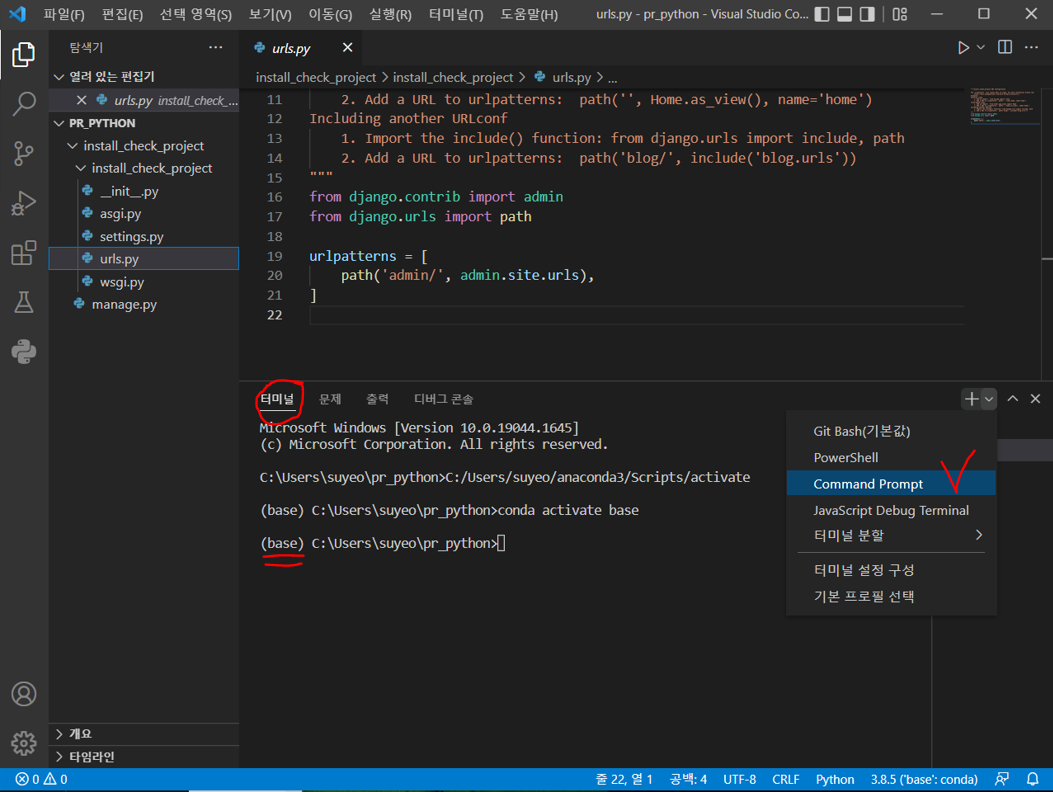 파일(F) 편집(E) 선택 영역(S) 보기(V) 이동(G) 실행(R) 터미널(T) 도움말(H) urls.py - pr_python - Visual Studio Co...
탐색기
열려 있는 편집기
urls.py install_check_...
PR_PYTHON
install_check_project
install_check_project
__init__.py
asgi.py
settings.py
urls.py
wsgi.py
manage.py
개요
타임라인
urls.py
install_check_project > install_check_project > urls.py > ...
11 2. Add a URL to urlpatterns:  path('', Home.as_view(), name='home')
12 Including another URLconf
13 1. Import the include() function: from django.urls import include, path
14 2. Add a URL to urlpatterns:  path('blog/', include('blog.urls'))
15 """
16 from django.contrib import admin
17 from django.urls import path
18
19 urlpatterns = [
20 path('admin/', admin.site.urls),
21 ]
22
터미널 문제 출력 디버그 콘솔
Microsoft Windows [Version 10.0.19044.1645]
(c) Microsoft Corporation. All rights reserved.
C:\Users\suyeo\pr_python>C:/Users/suyeo/anaconda3/Scripts/activate
(base) C:\Users\suyeo\pr_python>conda activate base
(base) C:\Users\suyeo\pr_python>
Git Bash(기본값)
PowerShell
Command Prompt
JavaScript Debug Terminal
터미널 분할
터미널 설정 구성
기본 프로필 선택
0 0 줄 22, 열 1 공백: 4 UTF-8 CRLF Python 3.8.5 ('base': conda)